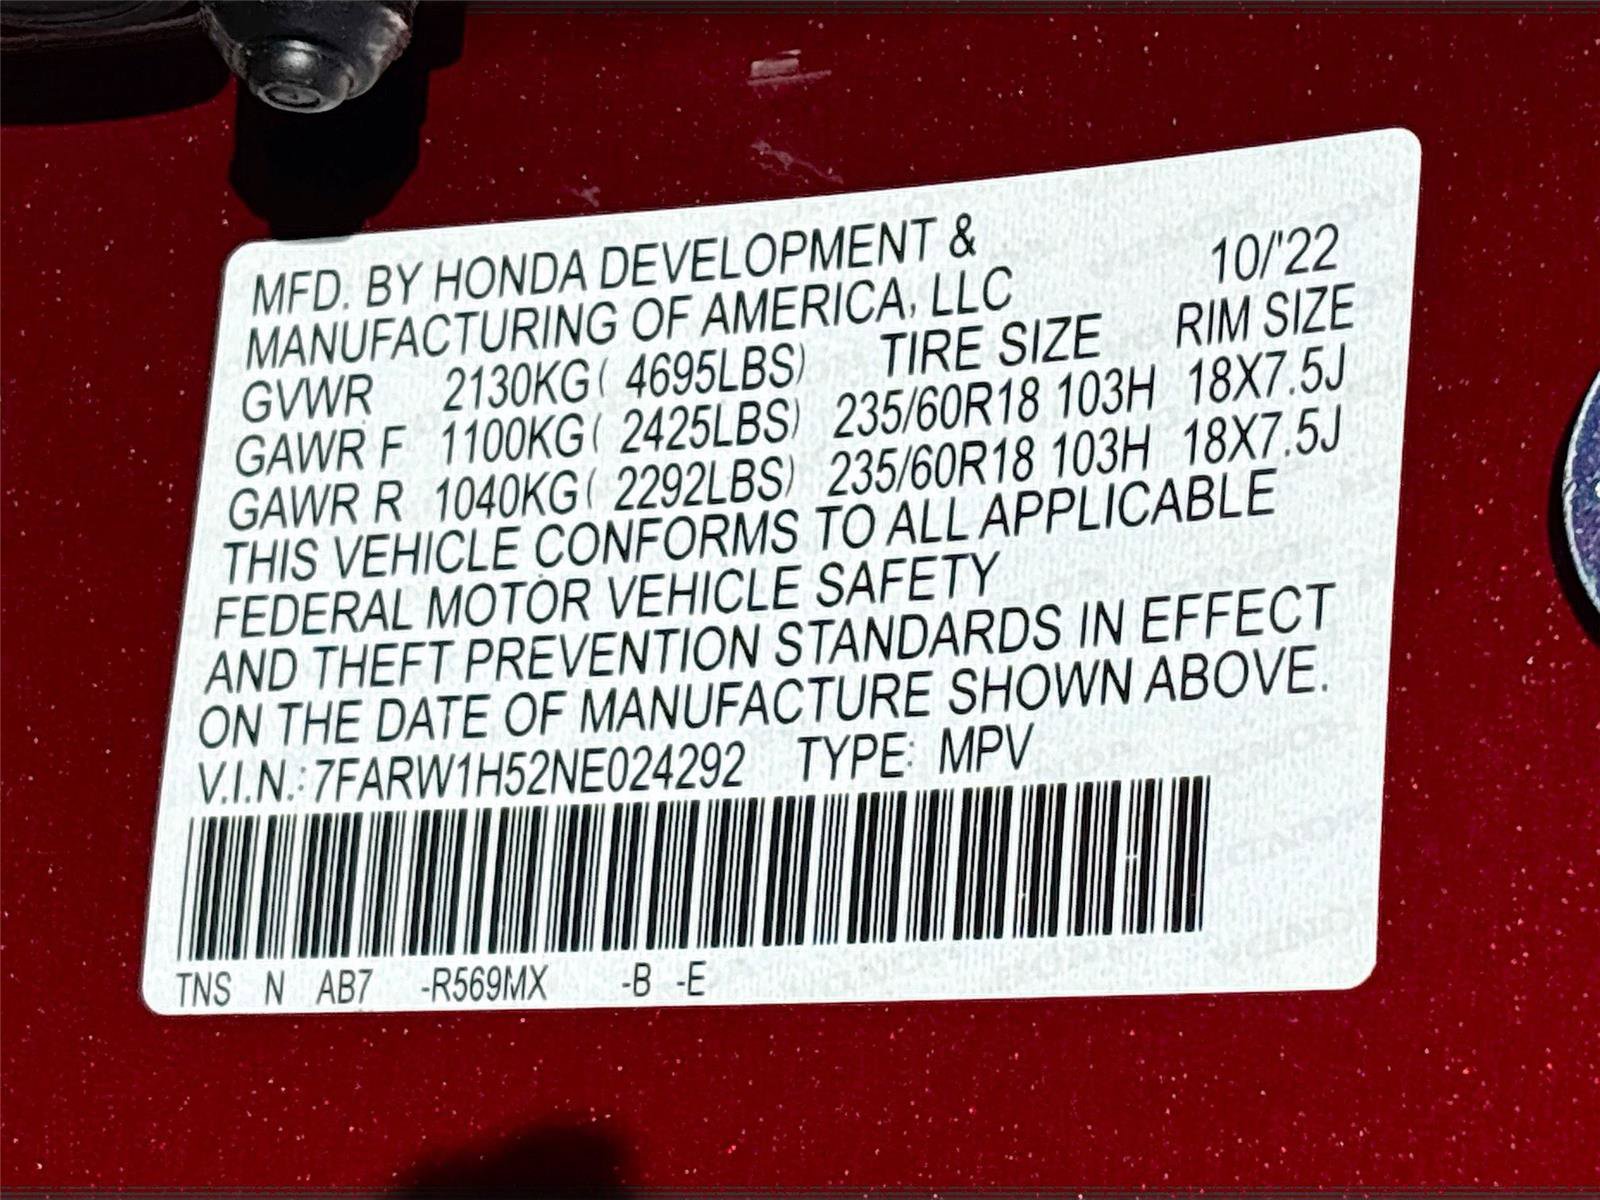 MFD. BY HONDA DEVELOPMENT &
MANUFACTURING OF AMERICA, LLC 10/'22
GVWR 2130KG( 4695LBS) TIRE SIZE RIM SIZE
GAWR F 1100KG( 2425LBS) 235/60R18 103H 18X7.5J
GAWR R 1040KG( 2292LBS) 235/60R18 103H 18X7.5J
THIS VEHICLE CONFORMS TO ALL APPLICABLE
FEDERAL MOTOR VEHICLE SAFETY
AND THEFT PREVENTION STANDARDS IN EFFECT
ON THE DATE OF MANUFACTURE SHOWN ABOVE.
V.I.N.: 7FARW1H52NE024292 TYPE: MPV
TNS N AB7 -R569MX -B -E